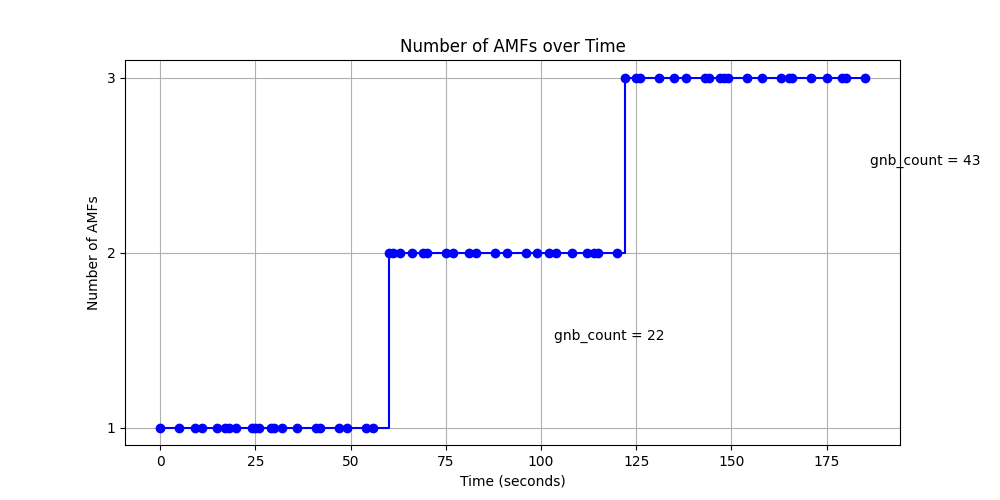 Number of AMFs over Time
3
gnb_count = 43
Number of AMFs
2
gnb_count = 22
1
0 25 50 75 100 125 150 175
Time (seconds)